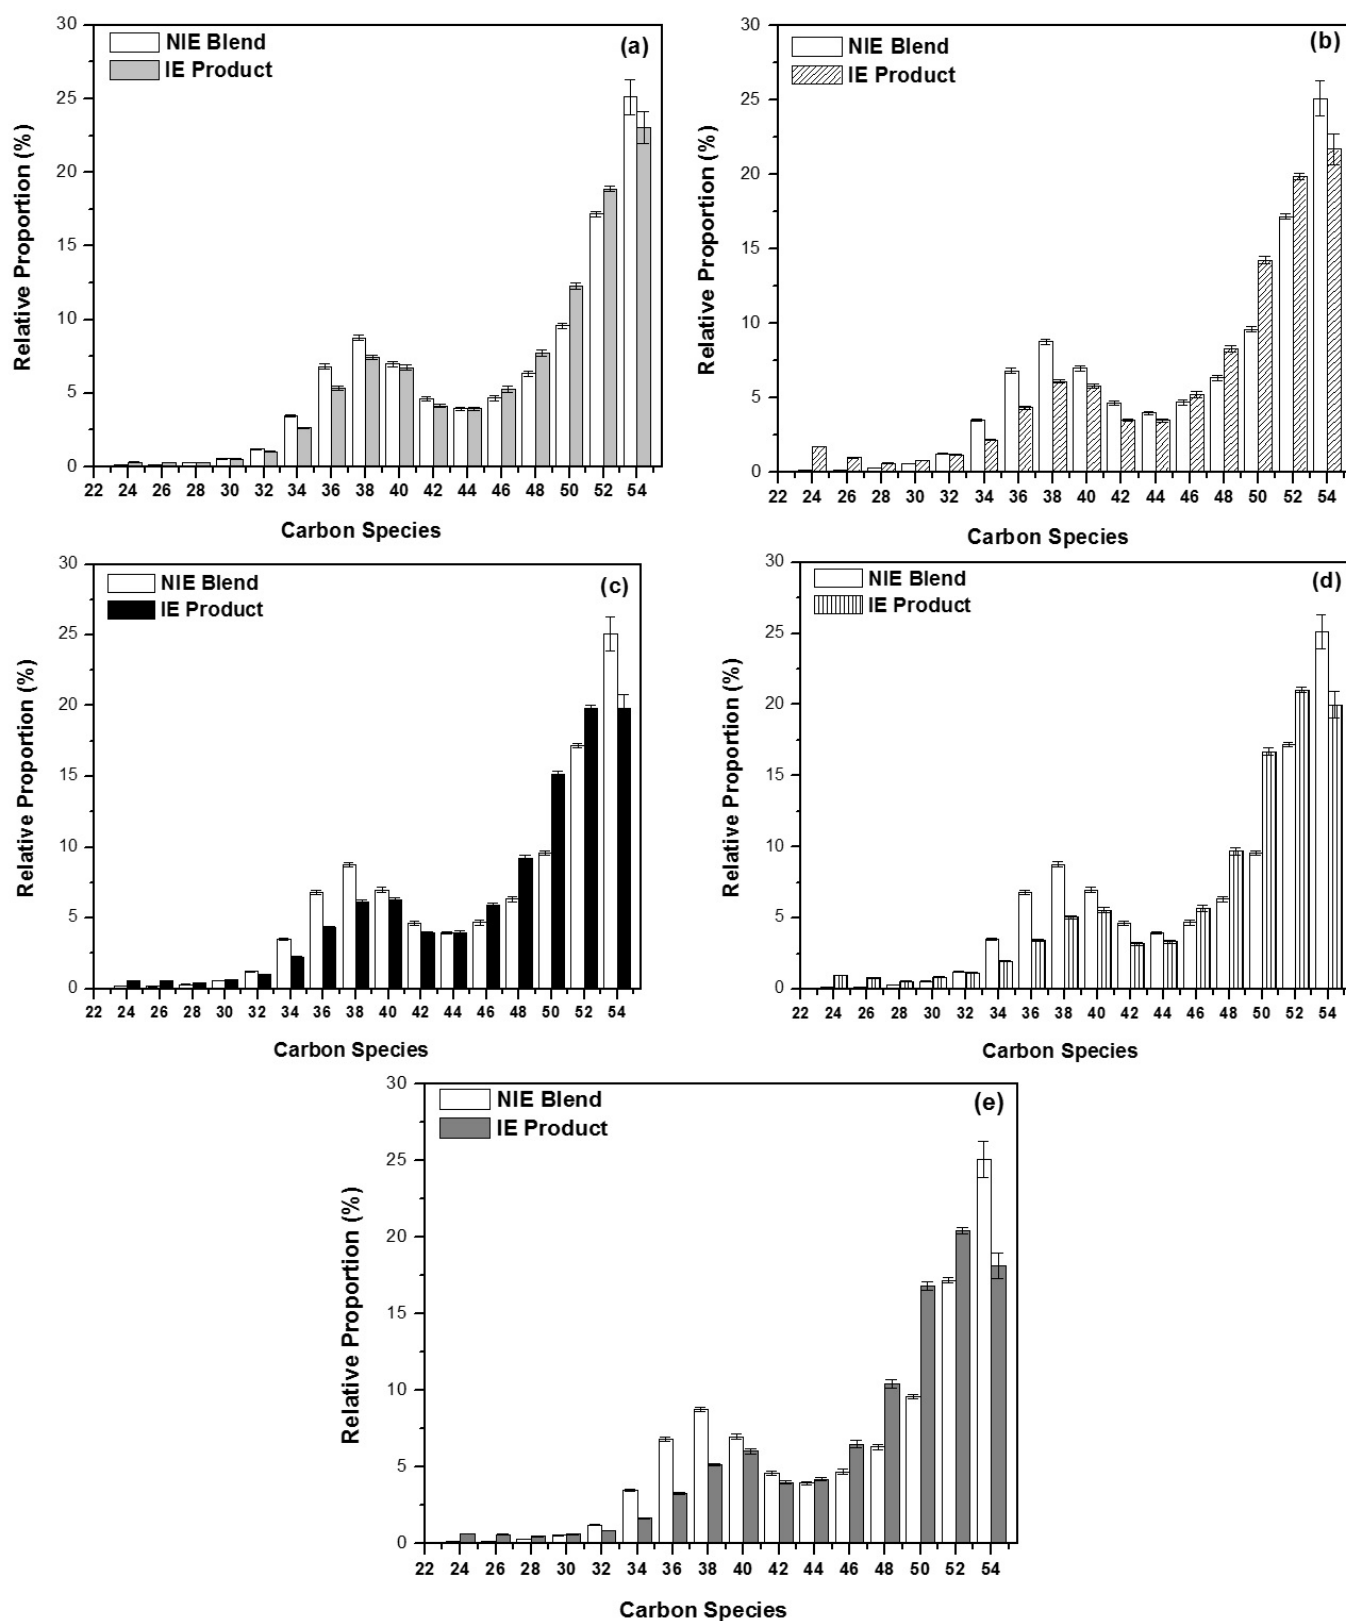 (a)
NIE Blend
IE Product
Relative Proportion (%)
30
25
20
15
10
5
0
22 24 26 28 30 32 34 36 38 40 42 44 46 48 50 52 54
Carbon Species
(b)
NIE Blend
IE Product
Relative Proportion (%)
30
25
20
15
10
5
0
22 24 26 28 30 32 34 36 38 40 42 44 46 48 50 52 54
Carbon Species
(c)
NIE Blend
IE Product
Relative Proportion (%)
30
25
20
15
10
5
0
22 24 26 28 30 32 34 36 38 40 42 44 46 48 50 52 54
Carbon Species
(d)
NIE Blend
IE Product
Relative Proportion (%)
30
25
20
15
10
5
0
22 24 26 28 30 32 34 36 38 40 42 44 46 48 50 52 54
Carbon Species
(e)
NIE Blend
IE Product
Relative Proportion (%)
30
25
20
15
10
5
0
22 24 26 28 30 32 34 36 38 40 42 44 46 48 50 52 54
Carbon Species